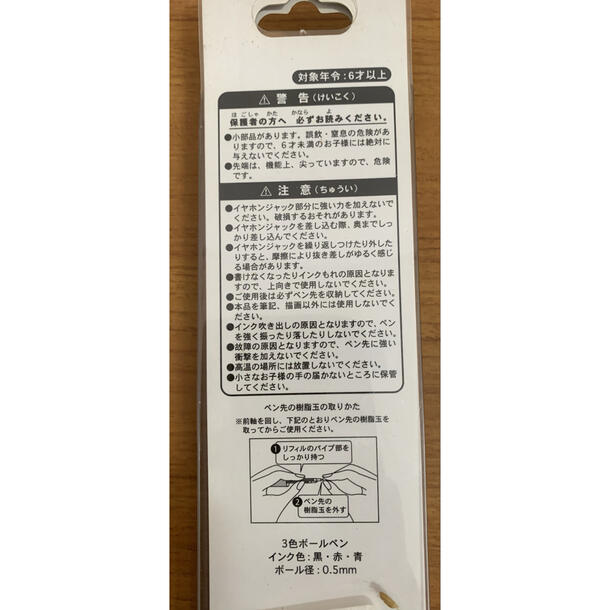 対象年令:6才以上
⚠警告(けいこく)
ほごしゃ かた かなら よ
保護者の方へ 必ずお読みください。
●小部品があります。誤飲・窒息の危険があ
りますので、6才未満のお子様には絶対に
与えないでください。
●先端は、機能上、尖っていますので、危険
です。
⚠注意(ちゅうい)
●イヤホンジャック部分に強い力を加えないで
ください。破損するおそれがあります。
●イヤホンジャックを差し込む際、奥までしっ
かり差し込んでください。
●イヤホンジャックを繰り返しつけたり外した
りすると、摩擦により抜き差しがゆるく感じ
る場合があります。
●書けなくなったりインクもれの原因となりま
すので、上向きで使用しないでください。
●ご使用後は必ずペン先を収納してください。
●本品を筆記、描画以外には使用しないでく
ださい。
●インク吹き出しの原因となりますので、ペン
を強く振ったり落したりしないでください。
●故障の原因となりますので、ペン先に強い
衝撃を加えないでください。
●高温の場所には放置しないでください。
●小さなお子様の手の届かないところに保管
してください。
ペン先の樹脂玉の取りかた
※前軸を回し、下記のとおりペン先の樹脂玉を
取ってからご使用ください。
❶リフィルのパイプ部を
しっかり持つ
❷ペン先の
樹脂玉を外す
3色ボールペン
インク色:黒・赤・青
ボール径:0.5mm